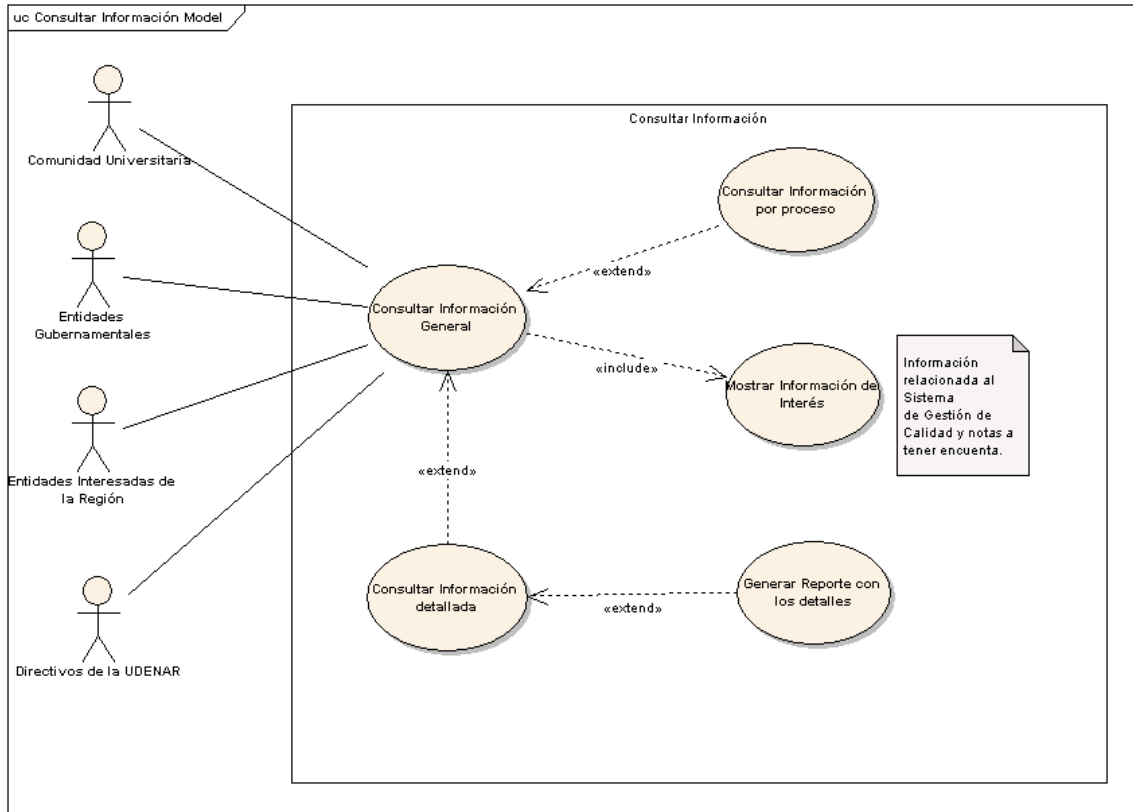 uc Consultar Información Model
Comunidad Universitaria
Consultar Información
Consultar Información
por proceso
Entidades
Gubernamentales
«extend»
Consultar Información
General
«include»
Mostrar Información de
Interés
Información
relacionada al
Sistema
de Gestión de
Calidad y notas a
tener encuenta.
Entidades Interesadas de
la Región
«extend»
Consultar Información
detallada
«extend»
Generar Reporte con
los detalles
Directivos de la UDENAR